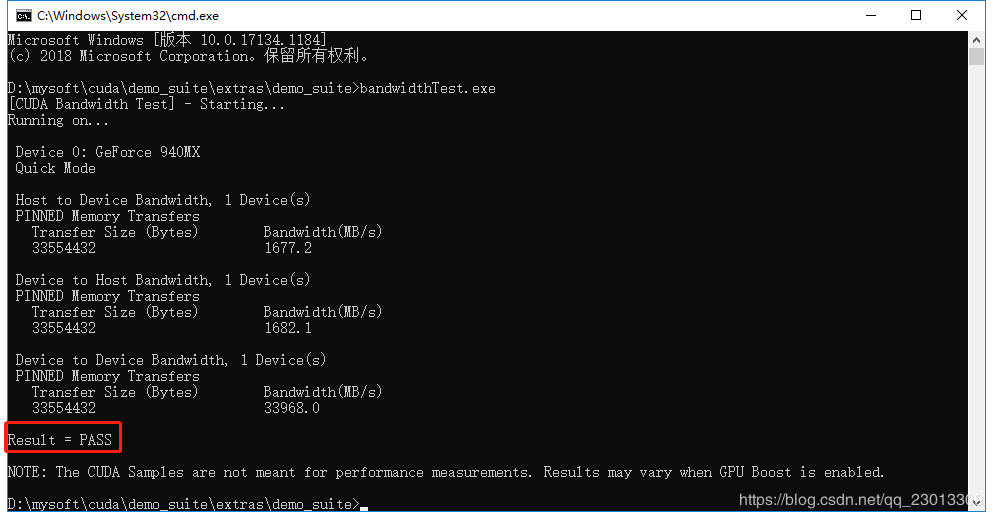 C:\Windows\System32\cmd.exe
Microsoft Windows [版本 10.0.17134.1184]
(c) 2018 Microsoft Corporation。保留所有权利。
D:\mysoft\cuda\demo_suite\extras\demo_suite>bandwidthTest.exe
[CUDA Bandwidth Test] - Starting...
Running on...
Device 0: GeForce 940MX
Quick Mode
Host to Device Bandwidth, 1 Device(s)
PINNED Memory Transfers
Transfer Size (Bytes) Bandwidth(MB/s)
33554432 1677.2
Device to Host Bandwidth, 1 Device(s)
PINNED Memory Transfers
Transfer Size (Bytes) Bandwidth(MB/s)
33554432 1682.1
Device to Device Bandwidth, 1 Device(s)
PINNED Memory Transfers
Transfer Size (Bytes) Bandwidth(MB/s)
33554432 33968.0
Result = PASS
NOTE: The CUDA Samples are not meant for performance measurements. Results may vary when GPU Boost is enabled.
D:\mysoft\cuda\demo_suite\extras\demo_suite>